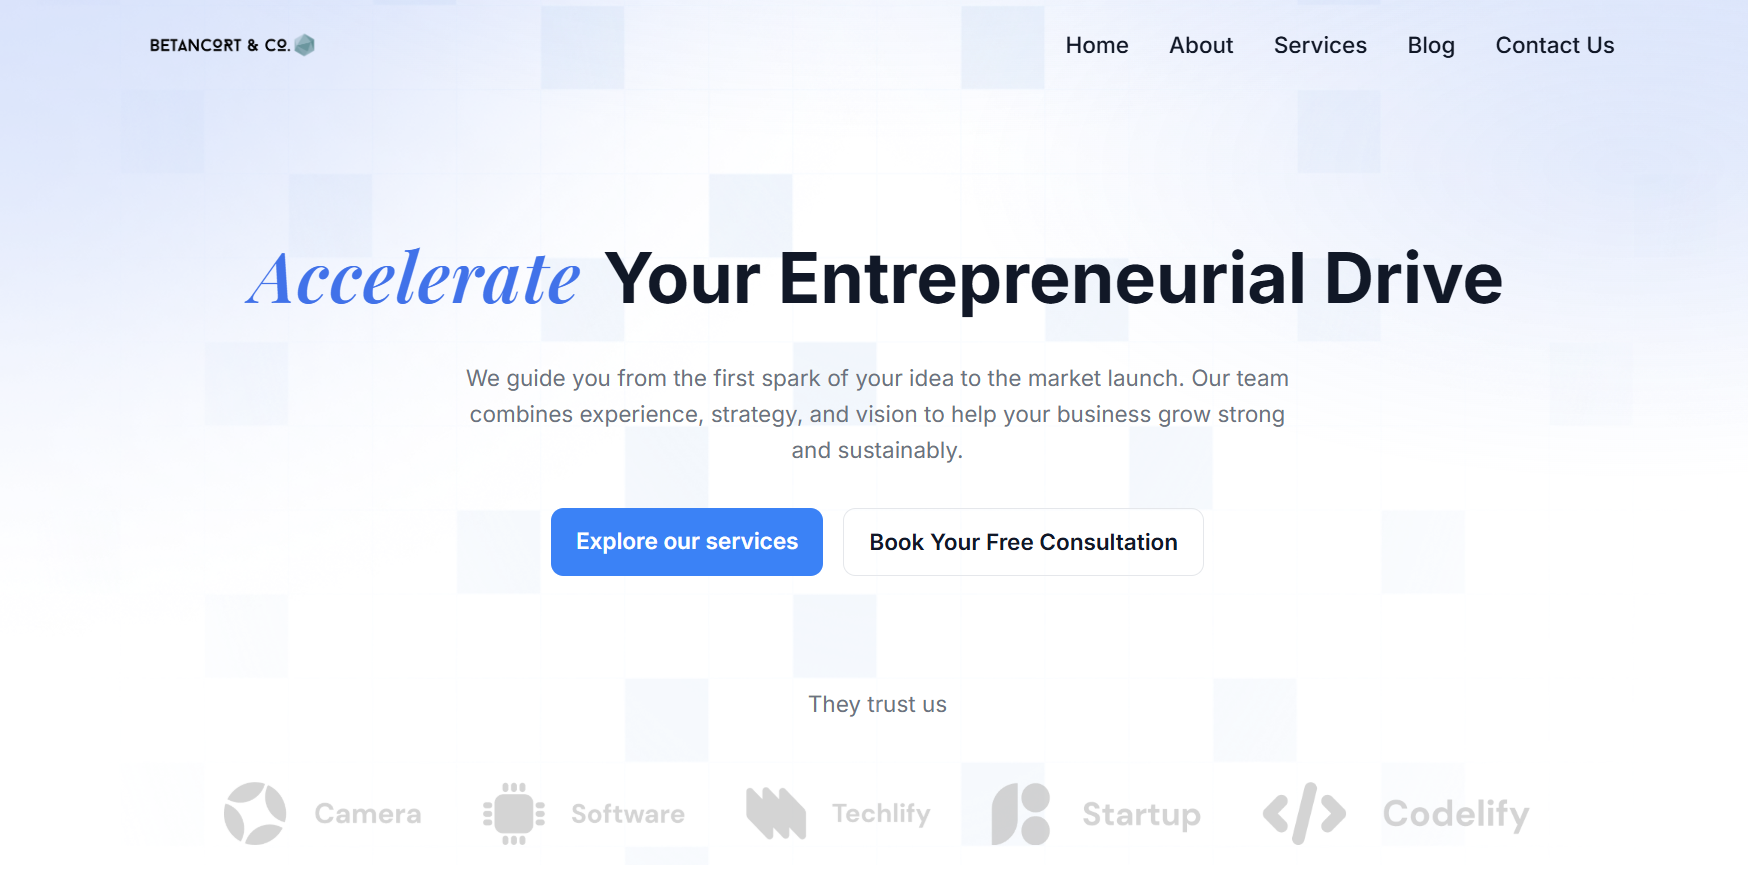 BETANCORT & CO.
Home About Services Blog Contact Us
Accelerate Your Entrepreneurial Drive
We guide you from the first spark of your idea to the market launch. Our team
combines experience, strategy, and vision to help your business grow strong
and sustainably.
Explore our services Book Your Free Consultation
They trust us
Camera Software Techlify Startup Codelify